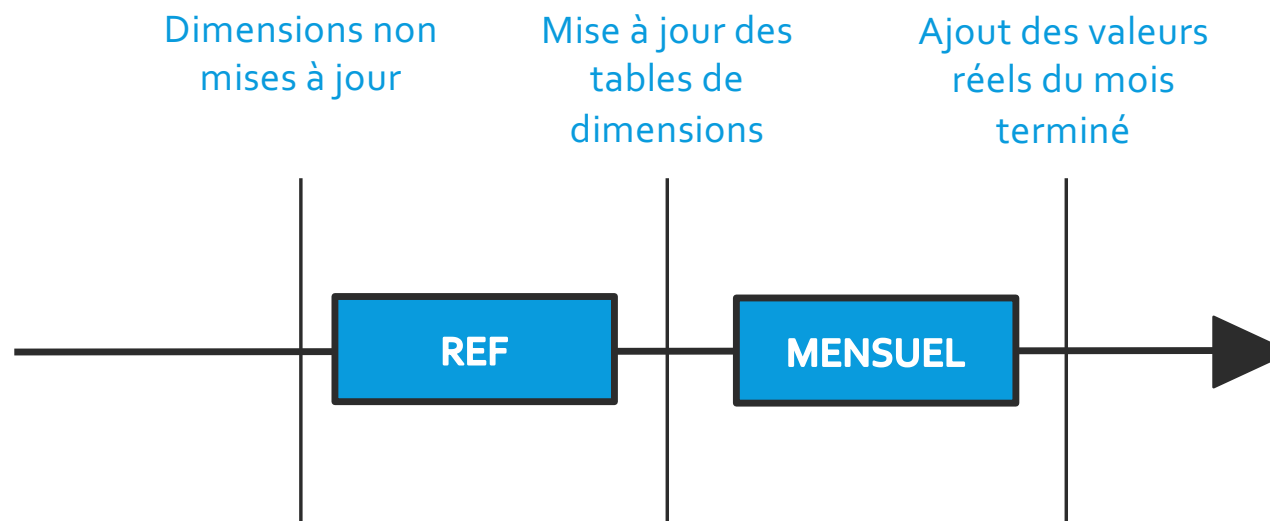 Dimensions non
mises à jour
Mise à jour des
tables de
dimensions
Ajout des valeurs
réels du mois
terminé
REF
MENSUEL